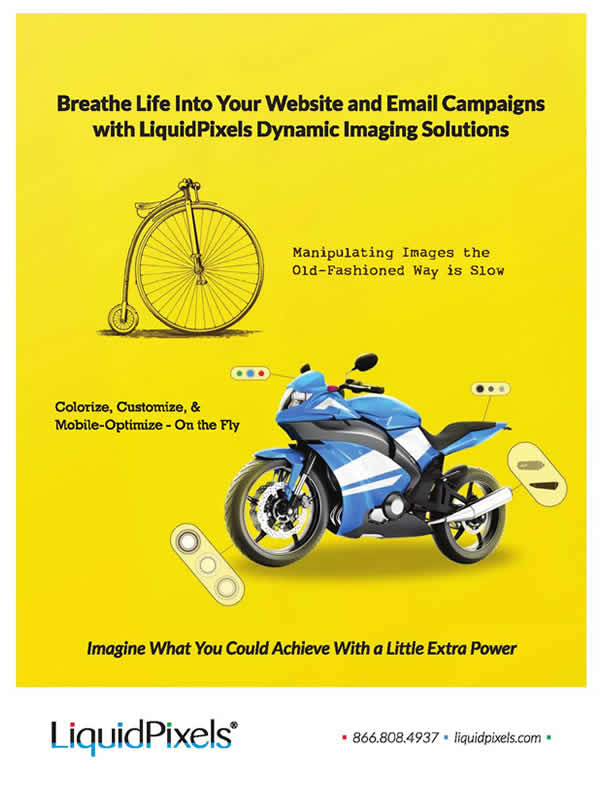 Breathe Life Into Your Website and Email Campaigns
with LiquidPixels Dynamic Imaging Solutions
Manipulating Images the
Old-Fashioned Way is Slow
Colorize, Customize, &
Mobile-Optimize - On the Fly
Imagine What You Could Achieve With a Little Extra Power
LiquidPixels®
▪ 866.808.4937 ▪ liquidpixels.com ▪